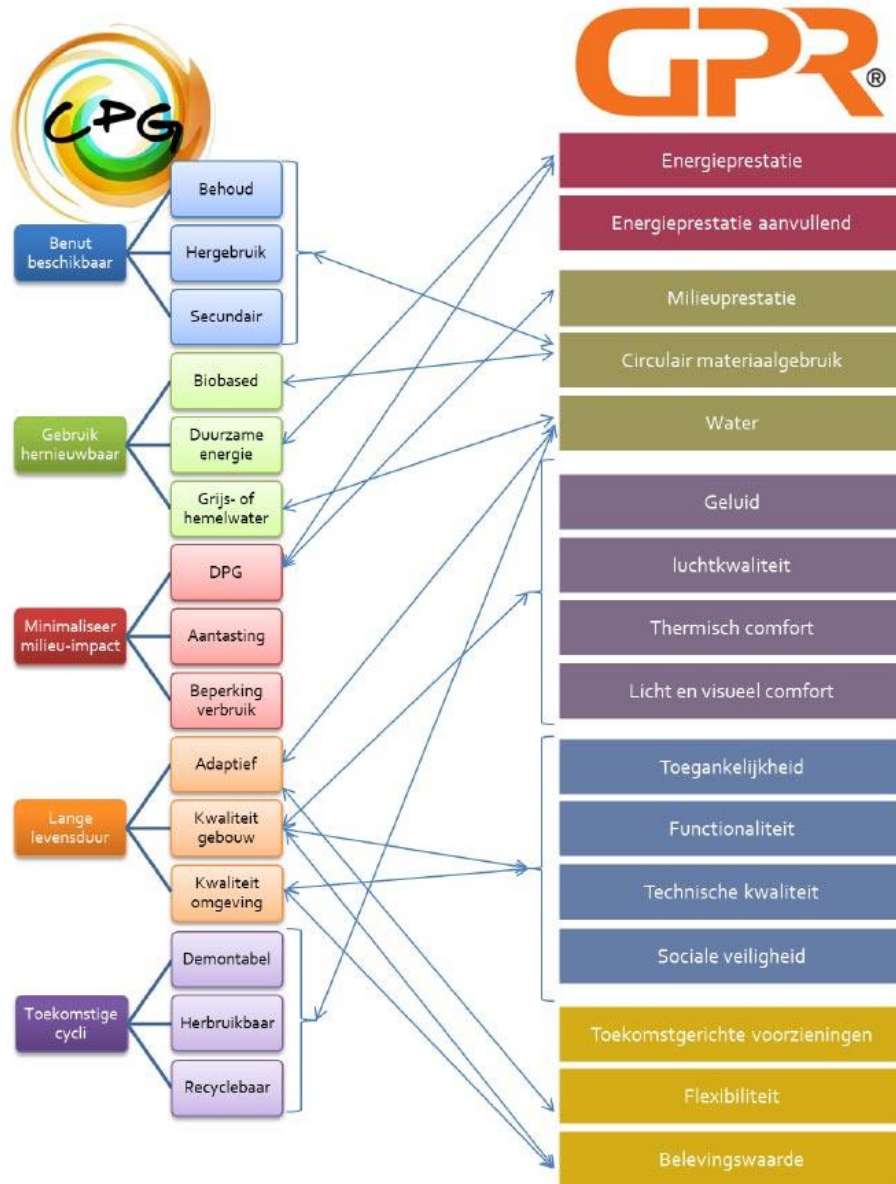 CPG
Benut
beschikbaar
Behoud
Hergebruik
Secundair
Gebruik
hernieuwbaar
Biobased
Duurzame
energie
Grijs- of
hemelwater
Minimaliseer
milieu-impact
DPG
Aantasting
Beperking
verbruik
Lange
levensduur
Adaptief
Kwaliteit
gebouw
Kwaliteit
omgeving
Toekomstige
cycli
Demontabel
Herbruikbaar
Recyclebaar
GPR®
Energieprestatie
Energieprestatie aanvullend
Milieuprestatie
Circulair materiaalgebruik
Water
Geluid
luchtkwaliteit
Thermisch comfort
Licht en visueel comfort
Toegankelijkheid
Functionaliteit
Technische kwaliteit
Sociale veiligheid
Toekomstgerichte voorzieningen
Flexibiliteit
Belevingswaarde